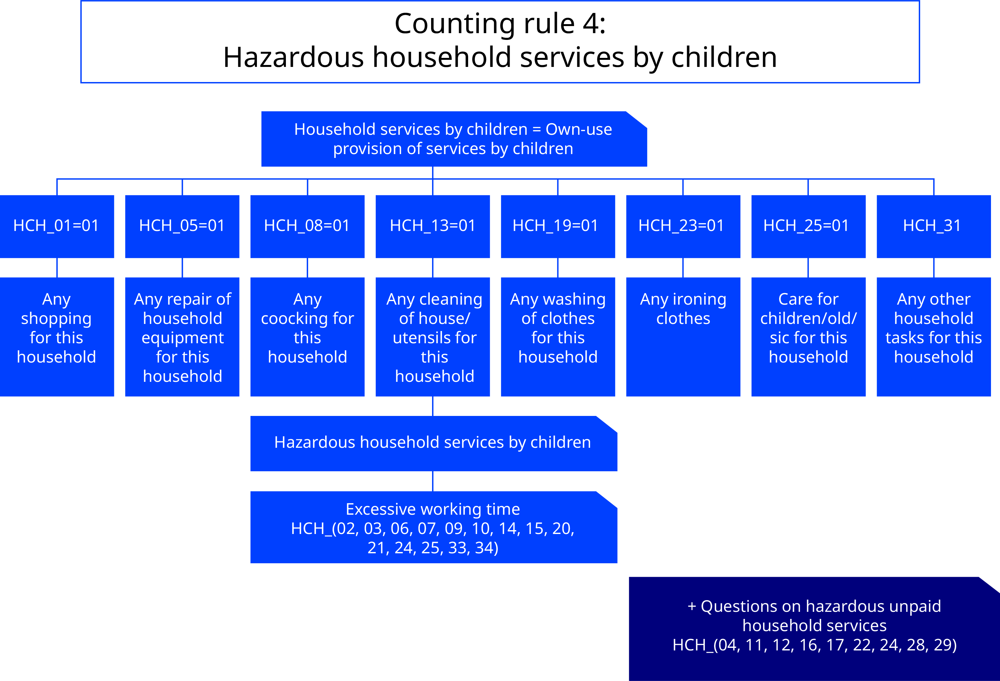 Counting rule 4:
Hazardous household services by children
Household services by children = Own-use
provision of services by children
HCH_01=01
HCH_05=01
HCH_08=01
HCH_13=01
HCH_19=01
HCH_23=01
HCH_25=01
HCH_31
Any
shopping
for this
household
Any repair of
household
equipment
for this
household
Any
coocking for
this
household
Any cleaning
of house/
utensils for
this
household
Any washing
of clothes
for this
household
Any ironing
clothes
Care for
children/old/
sic for this
household
Any other
household
tasks for this
household
Hazardous household services by children
Excessive working time
HCH_(02, 03, 06, 07, 09, 10, 14, 15, 20,
21, 24, 25, 33, 34)
+ Questions on hazardous unpaid
household services
HCH_(04, 11, 12, 16, 17, 22, 24, 28, 29)